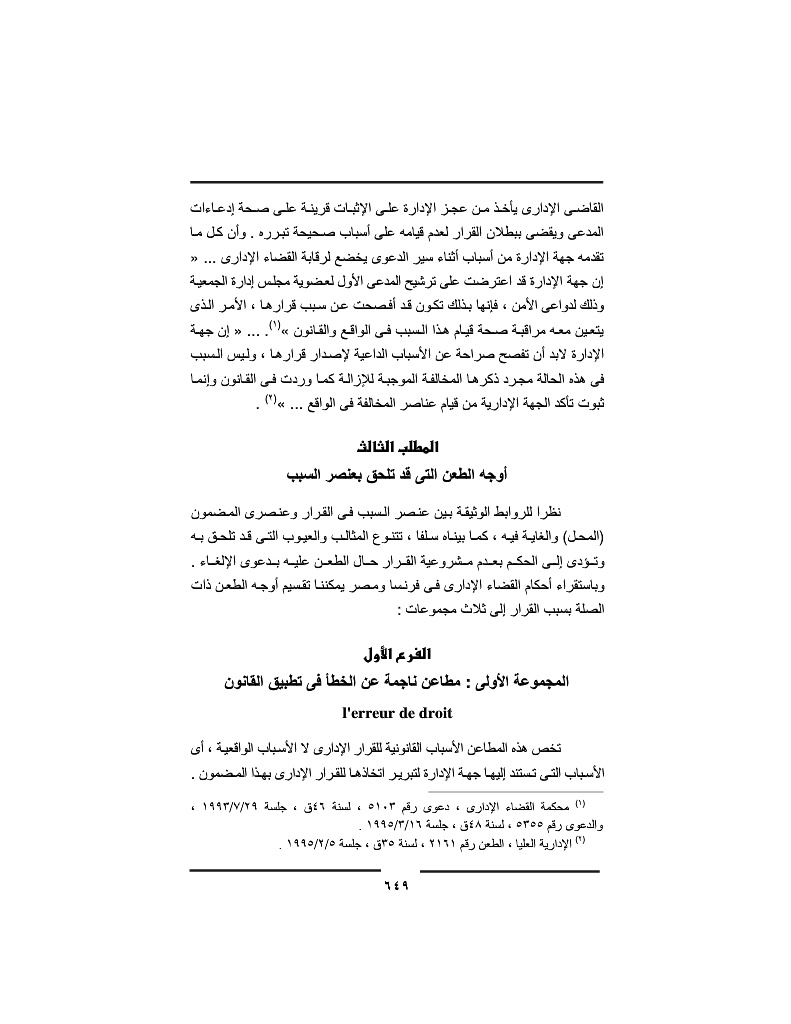 القاضى الإدارى يأخذ من عجز الإدارة على الإثبات قرينة على صحة إدعاءات
المدعى ويقضى ببطلان القرار لعدم قيامه على أسباب صحيحة تبرره . وأن كل ما
تقدمه جهة الإدارة من أسباب أثناء سير الدعوى يخضع لرقابة القضاء الإدارى ... «
إن جهة الإدارة قد اعترضت على ترشيح المدعى الأول لعضوية مجلس إدارة الجمعية
وذلك لدواعى الأمن ، فإنها بذلك تكون قد أفصحت عن سبب قرارها ، الأمر الذى
يتعين معه مراقبة صحة قيام هذا السبب فى الواقع والقانون »(١). ... « إن جهة
الإدارة لابد أن تفصح صراحة عن الأسباب الداعية لإصدار قرارها ، وليس السبب
فى هذه الحالة مجرد ذكرها المخالفة الموجبة للإزالة كما وردت فى القانون وإنما
ثبوت تأكد الجهة الإدارية من قيام عناصر المخالفة فى الواقع ... »(٢) .
المطلب الثالث
أوجه الطعن التى قد تلحق بعنصر السبب
نظرا للروابط الوثيقة بين عنصر السبب فى القرار وعنصرى المضمون
(المحل) والغاية فيه ، كما بيناه سلفا ، تتنوع المثالب والعيوب التى قد تلحق به
وتؤدى إلى الحكم بعدم مشروعية القرار حال الطعن عليه بدعوى الإلغاء .
وباستقراء أحكام القضاء الإدارى فى فرنسا ومصر يمكننا تقسيم أوجه الطعن ذات
الصلة بسبب القرار إلى ثلاث مجموعات :
الفرع الأول
المجموعة الأولى : مطاعن ناجمة عن الخطأ فى تطبيق القانون
l'erreur de droit
تخص هذه المطاعن الأسباب القانونية للقرار الإدارى لا الأسباب الواقعية ، أى
الأسباب التى تستند إليها جهة الإدارة لتبرير اتخاذها للقرار الإدارى بهذا المضمون .
(١) محكمة القضاء الإدارى ، دعوى رقم ٥١٠٣ ، لسنة ٤٦ق ، جلسة ١٩٩٣/٧/٢٩ ،
والدعوى رقم ٥٣٥٥ ، لسنة ٤٨ق ، جلسة ١٩٩٥/٣/١٦ .
(٢) الإدارية العليا ، الطعن رقم ٢١٦١ ، لسنة ٣٥ق ، جلسة ١٩٩٥/٢/٥ .
٦٤٩